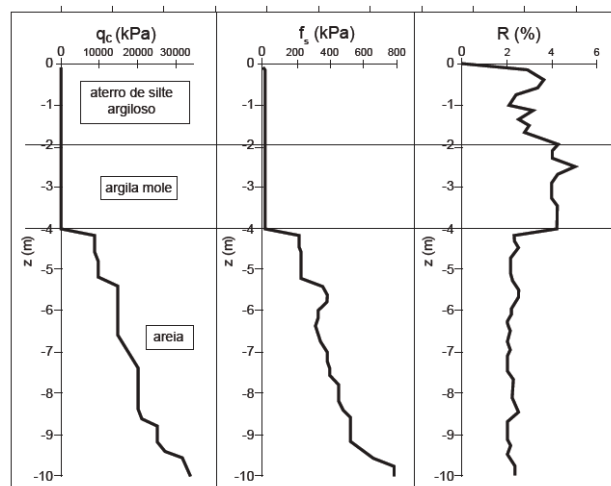 q_c (kPa)
0 10000 20000 30000
f_s (kPa)
0 200 400 600 800
R (%)
0 2 4 6
0
-1
-2
-3
-4
-5
-6
-7
-8
-9
-10
z (m)
aterro de silte
argiloso
argila mole
areia
0
-1
-2
-3
-4
-5
-6
-7
-8
-9
-10
z (m)
0
-1
-2
-3
-4
-5
-6
-7
-8
-9
-10
z (m)